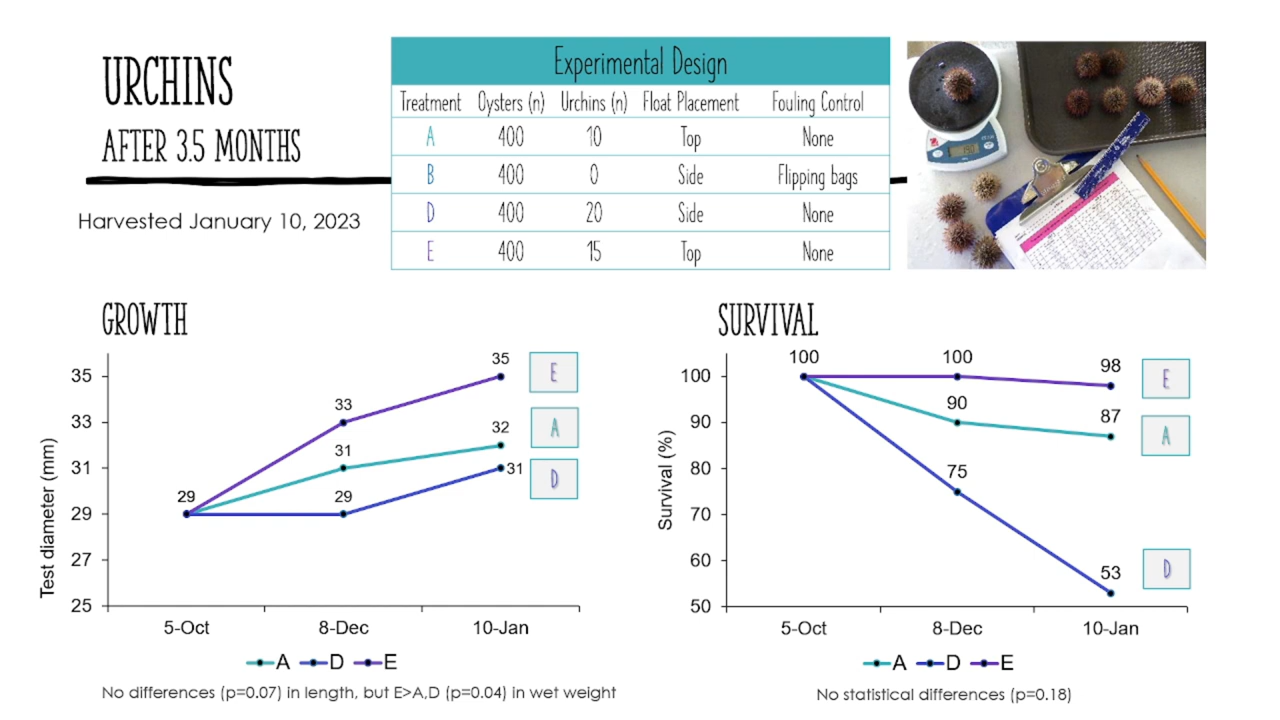 URCHINS
AFTER 3.5 MONTHS
Harvested January 10, 2023
Experimental Design
Treatment Oysters (n) Urchins (n) Float Placement Fouling Control
A 400 10 Top None
B 400 0 Side Flipping bags
D 400 20 Side None
E 400 15 Top None
GROWTH
Test diameter (mm)
35
33
31
29
27
25
29
33
31
29
35
32
31
E
A
D
5-Oct 8-Dec 10-Jan
A D E
No differences (p=0.07) in length, but E>A,D (p=0.04) in wet weight
SURVIVAL
Survival (%)
100
90
80
70
60
50
100
100
90
75
98
87
53
E
A
D
5-Oct 8-Dec 10-Jan
A D E
No statistical differences (p=0.18)